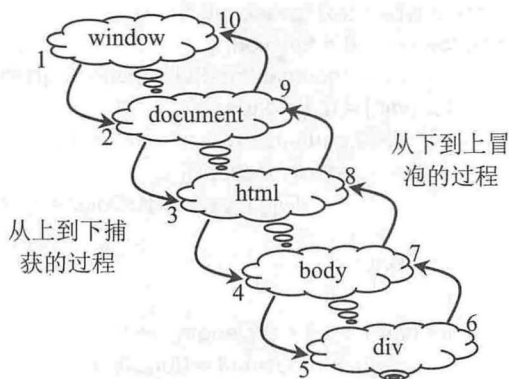 10
1
window
9
document
2
从下到上冒
泡的过程
html
8
3
从上到下捕
获的过程
7
body
4
6
div
5